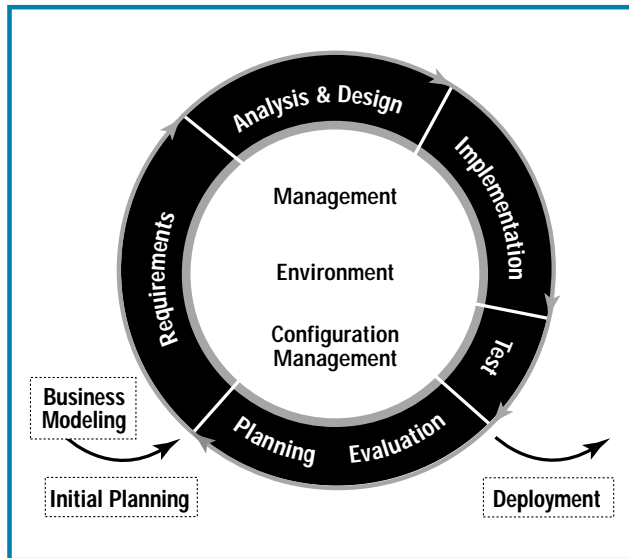 Analysis & Design
Implementation
Test
Evaluation
Planning
Requirements
Management
Environment
Configuration
Management
Business
Modeling
Initial Planning
Deployment